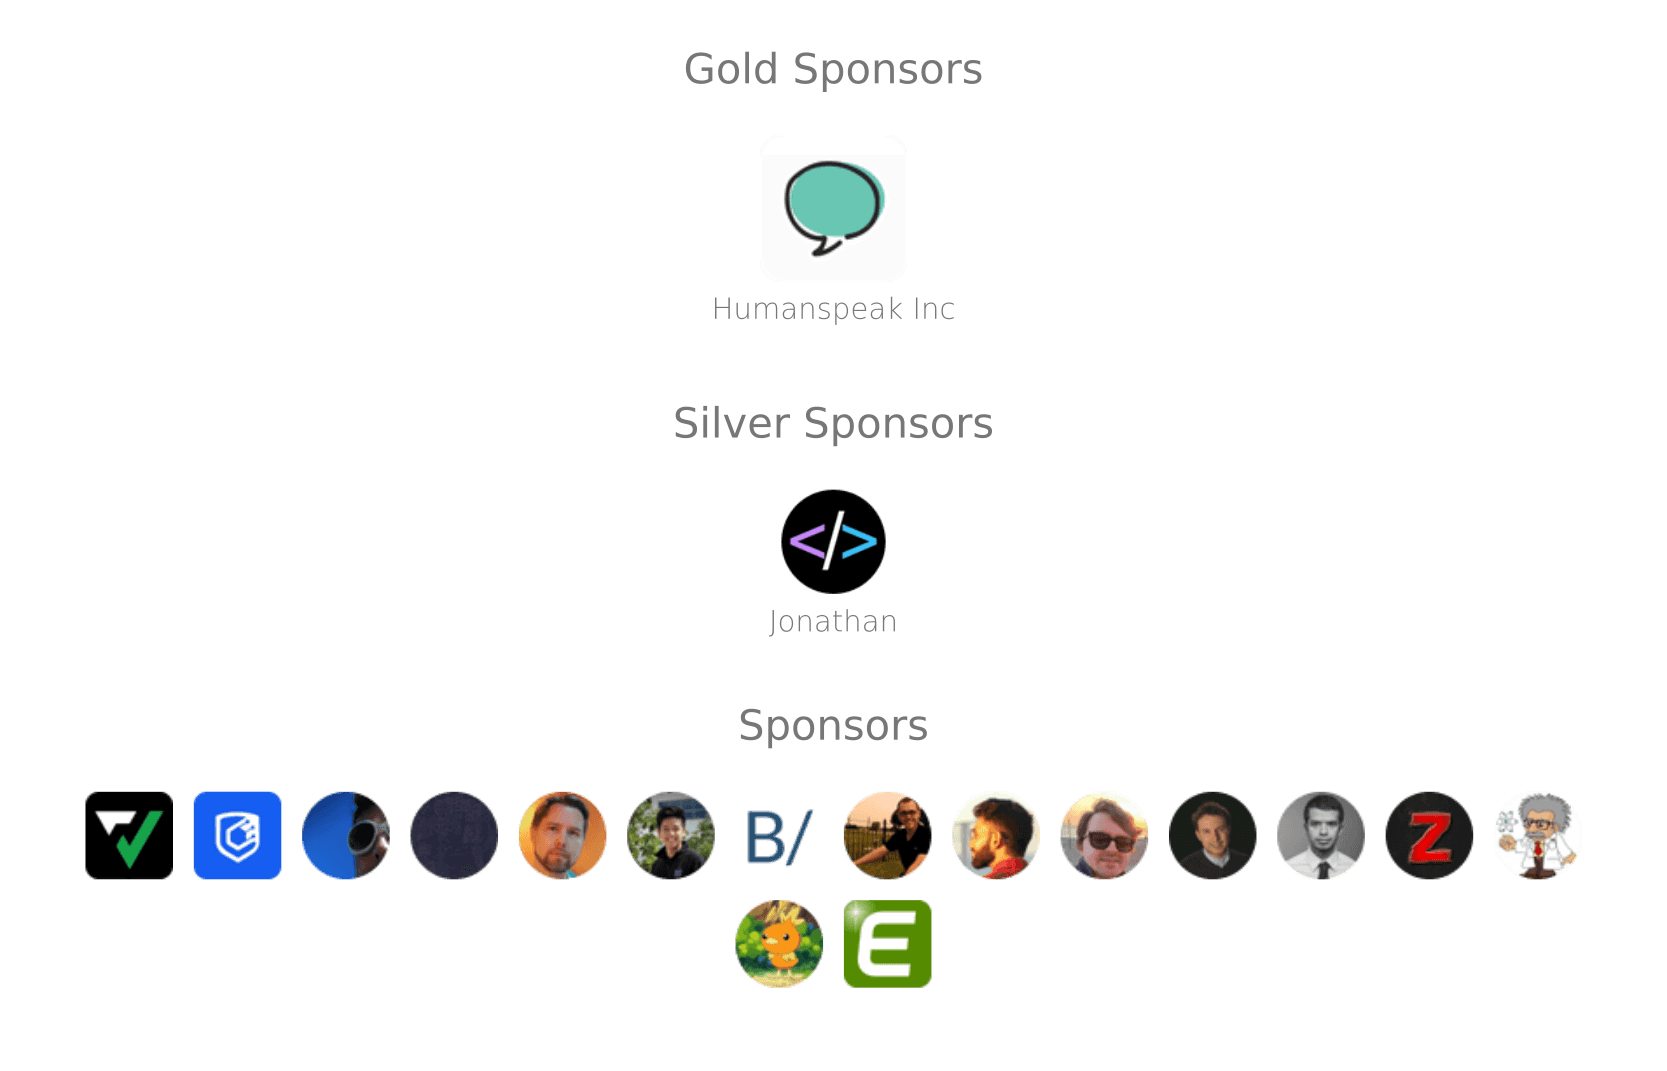 Gold Sponsors
Humanspeak Inc
Silver Sponsors
</>
Jonathan
Sponsors
B/
Z
E